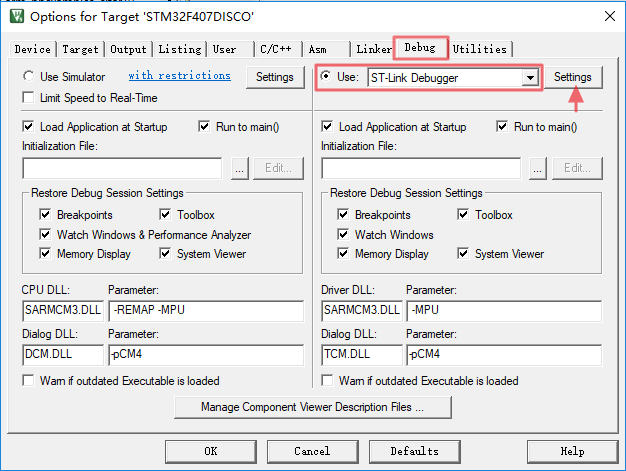 Options for Target 'STM32F407DISCO'
Device Target Output Listing User C/C++ Asm Linker Debug Utilities
Use Simulator with restrictions Settings
Limit Speed to Real-Time
Use: ST-Link Debugger Settings
Load Application at Startup Run to main()
Initialization File:
... Edit...
Restore Debug Session Settings
Breakpoints Toolbox
Watch Windows & Performance Analyzer
Memory Display System Viewer
CPU DLL: Parameter:
SARMCM3.DLL -REMAP -MPU
Dialog DLL: Parameter:
DCM.DLL -pCM4
Warn if outdated Executable is loaded
Load Application at Startup Run to main()
Initialization File:
... Edit...
Restore Debug Session Settings
Breakpoints Toolbox
Watch Windows
Memory Display System Viewer
Driver DLL: Parameter:
SARMCM3.DLL -MPU
Dialog DLL: Parameter:
TCM.DLL -pCM4
Warn if outdated Executable is loaded
Manage Component Viewer Description Files ...
OK Cancel Defaults Help